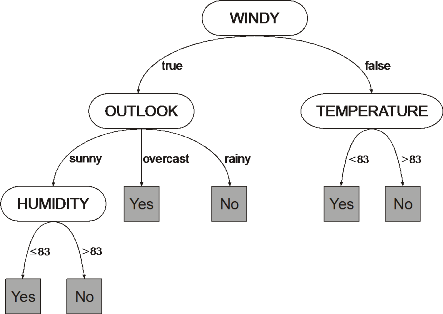 WINDY
true false
OUTLOOK TEMPERATURE
sunny overcast rainy <83 >83
HUMIDITY Yes No Yes No
<83 >83
Yes No